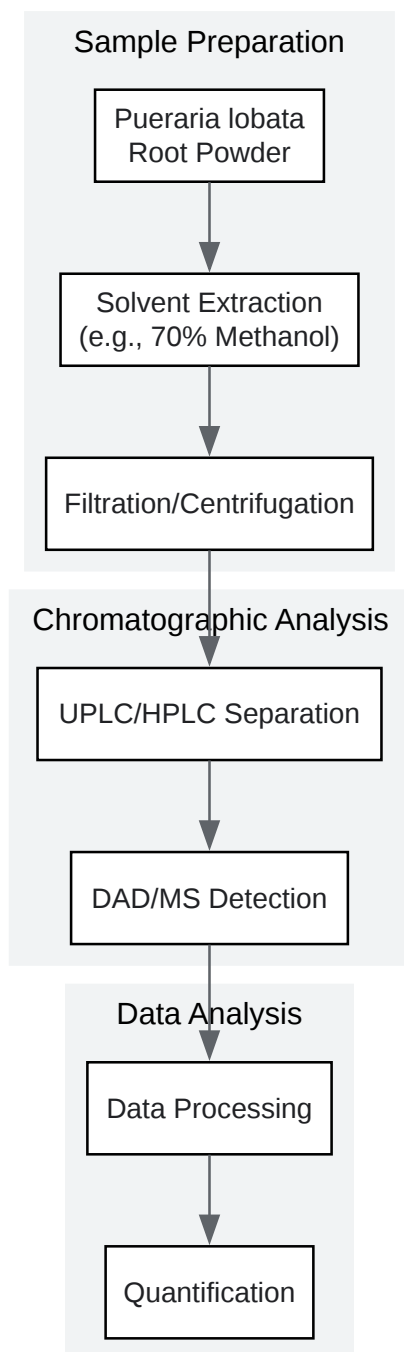 Sample Preparation
Pueraria lobata
Root Powder
Solvent Extraction
(e.g., 70% Methanol)
Filtration/Centrifugation
Chromatographic Analysis
UPLC/HPLC Separation
DAD/MS Detection
Data Analysis
Data Processing
Quantification